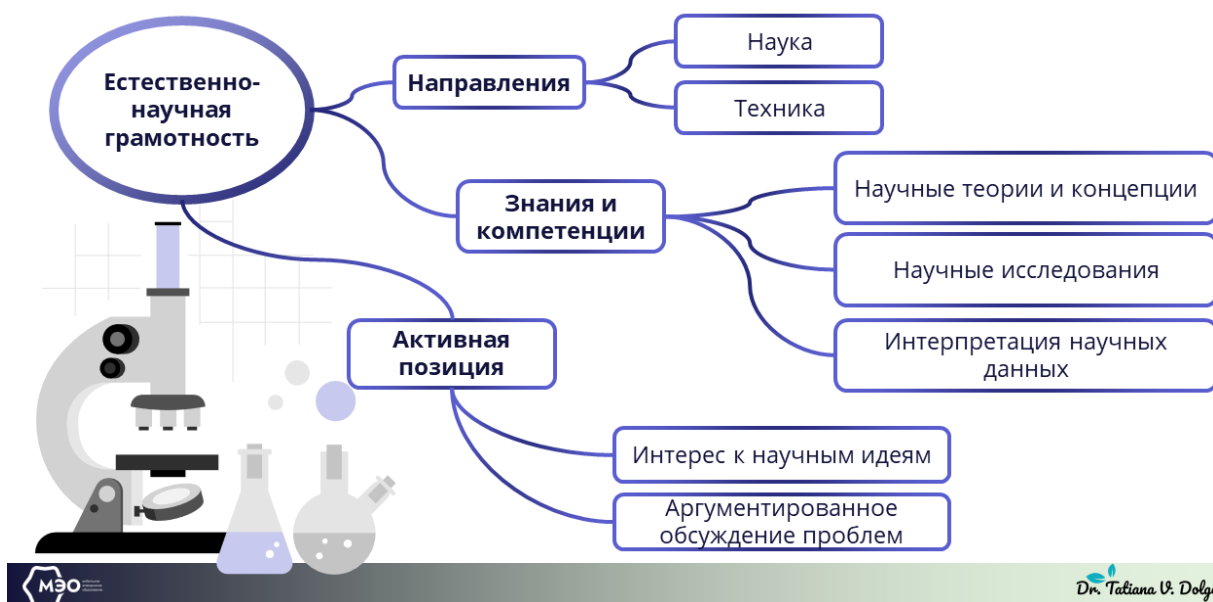 Естественно-
научная
грамотность
Направления
Наука
Техника
Знания и
компетенции
Научные теории и концепции
Научные исследования
Интерпретация научных
данных
Активная
позиция
Интерес к научным идеям
Аргументированное
обсуждение проблем
МЭО
Dr. Tatiana V. Dolg